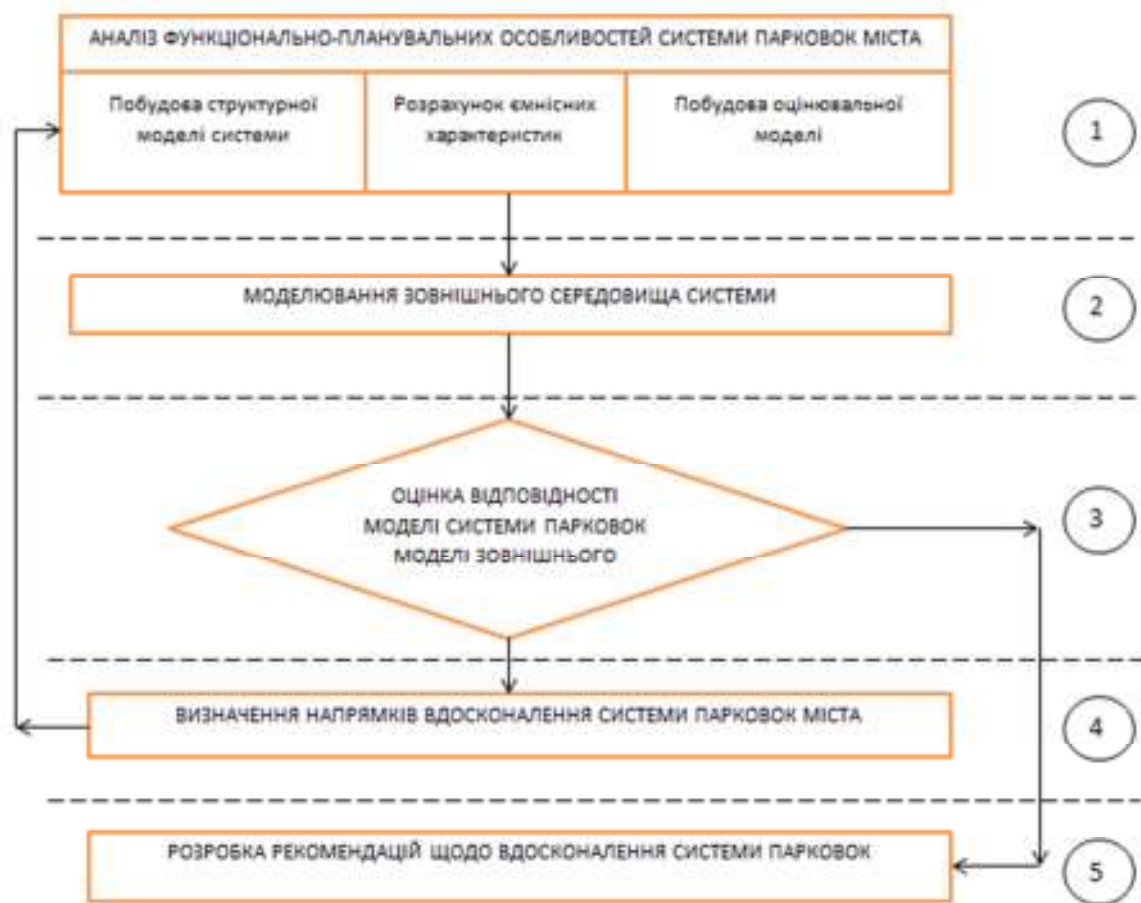 АНАЛІЗ ФУНКЦІОНАЛЬНО-ПЛАНУВАЛЬНИХ ОСОБЛИВОСТЕЙ СИСТЕМИ ПАРКОВОК МІСТА
Побудова структурної
моделі системи
Розрахунок ємнісних
характеристик
Побудова оцінювальної
моделі
1
МОДЕЛЮВАННЯ ЗОВНІШНЬОГО СЕРЕДОВИЩА СИСТЕМИ
2
ОЦІНКА ВІДПОВІДНОСТІ
МОДЕЛІ СИСТЕМИ ПАРКОВОК
МОДЕЛІ ЗОВНІШНЬОГО
3
ВИЗНАЧЕННЯ НАПРЯМКІВ ВДОСКОНАЛЕННЯ СИСТЕМИ ПАРКОВОК МІСТА
4
РОЗРОБКА РЕКОМЕНДАЦІЙ ЩОДО ВДОСКОНАЛЕННЯ СИСТЕМИ ПАРКОВОК
5